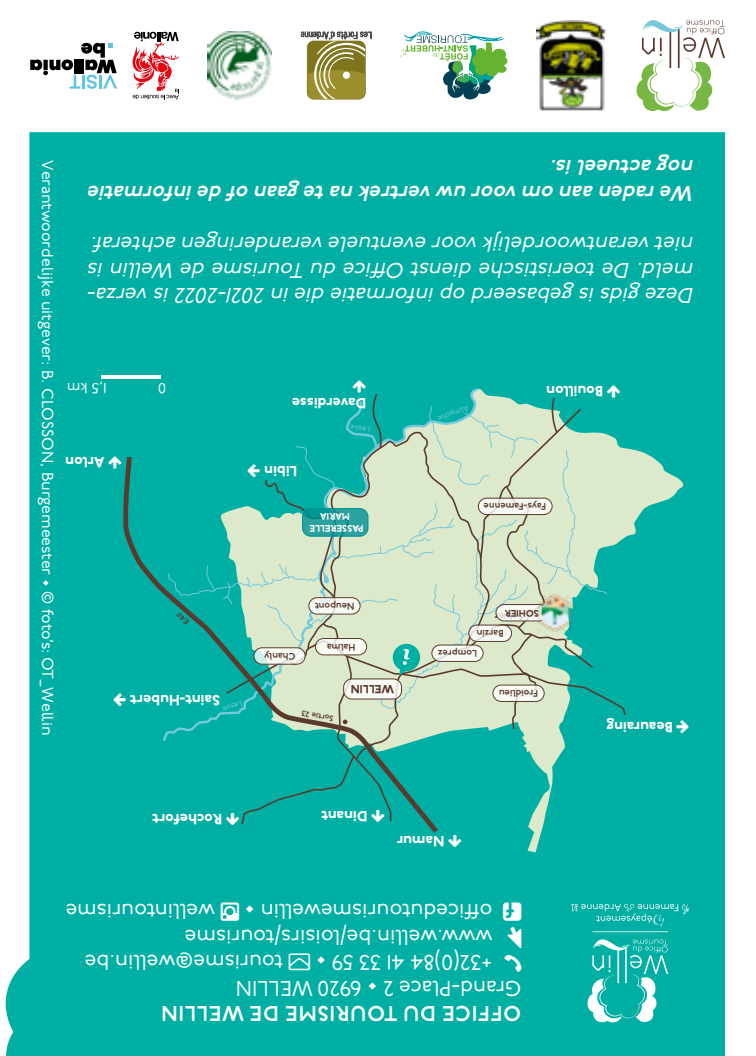 OFFICE DU TOURISME DE WELLIN
Grand-Place 2 • 6920 WELLIN
+32(0)84 41 33 59 • tourisme@wellin.be
www.wellin.be/loisirs/tourisme
officedutourismewellin • wellintourisme
Wellin
Office du
Tourisme
Dépaysement
Famenne & Ardenne
Namur
Dinant
Rochefort
Beauraing
Sortie 23
Lesse
Saint-Hubert
Froidlieu
WELLIN
i
Lomprez
Halma
Chanly
Barzin
SOHIER
Neupont
E411
PASSERELLE
MARIA
Fays-Famenne
Libin
Arlon
Lesse
Almache
Daverdisse
Bouillon
0 1,5 km
Deze gids is gebaseerd op informatie die in 2021-2022 is verza-
meld. De toeristische dienst Office du Tourisme de Wellin is
niet verantwoordelijk voor eventuele veranderingen achteraf.
We raden aan om voor uw vertrek na te gaan of de informatie
nog actueel is.
Verantwoordelijke uitgever: B. CLOSSON, Burgemeester • © foto's: OT_Wellin
Wellin
Office du
Tourisme
FORÊT DE
SAINT-HUBERT
TOURISME
Les Forêts d'Ardenne
Avec le soutien de
la
Wallonie
VISIT
Wallonia
.be